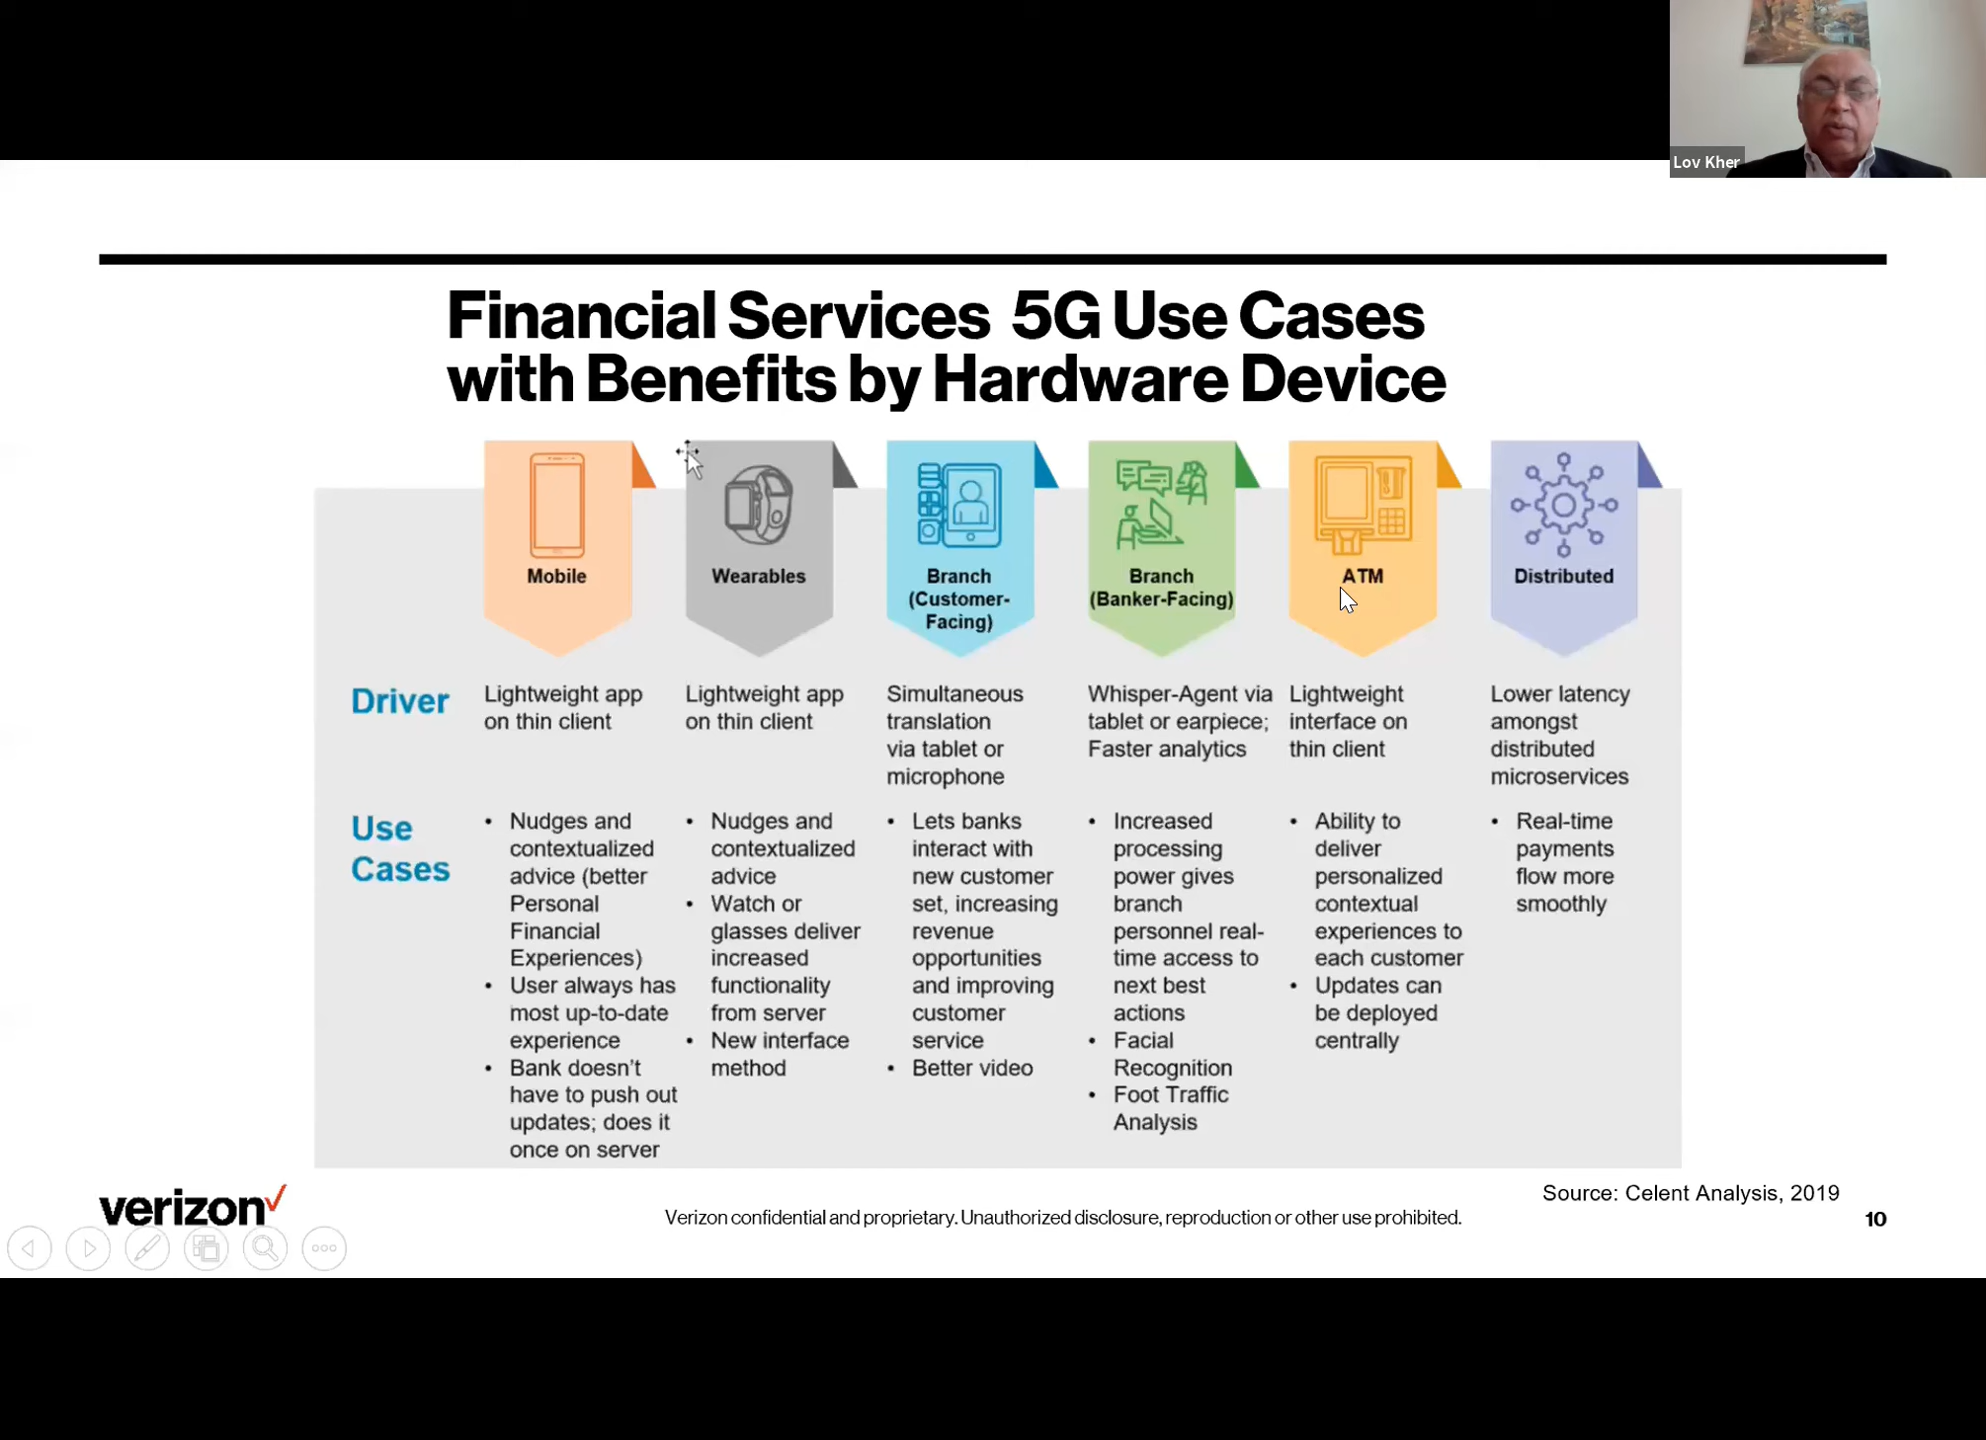 Lov Kher
Financial Services 5G Use Cases
with Benefits by Hardware Device
Mobile
Wearables
Branch
(Customer-
Facing)
Branch
(Banker-Facing)
ATM
Distributed
Driver
Lightweight app
on thin client
Lightweight app
on thin client
Simultaneous
translation
via tablet or
microphone
Whisper-Agent via
tablet or earpiece;
Faster analytics
Lightweight
interface on
thin client
Lower latency
amongst
distributed
microservices
Use
Cases
• Nudges and
contextualized
advice (better
Personal
Financial
Experiences)
• User always has
most up-to-date
experience
• Bank doesn't
have to push out
updates; does it
once on server
• Nudges and
contextualized
advice
• Watch or
glasses deliver
increased
functionality
from server
• New interface
method
• Lets banks
interact with
new customer
set, increasing
revenue
opportunities
and improving
customer
service
• Better video
• Increased
processing
power gives
branch
personnel real-
time access to
next best
actions
• Facial
Recognition
• Foot Traffic
Analysis
• Ability to
deliver
personalized
contextual
experiences to
each customer
• Updates can
be deployed
centrally
• Real-time
payments
flow more
smoothly
Source: Celent Analysis, 2019
verizon
Verizon confidential and proprietary. Unauthorized disclosure, reproduction or other use prohibited.
10